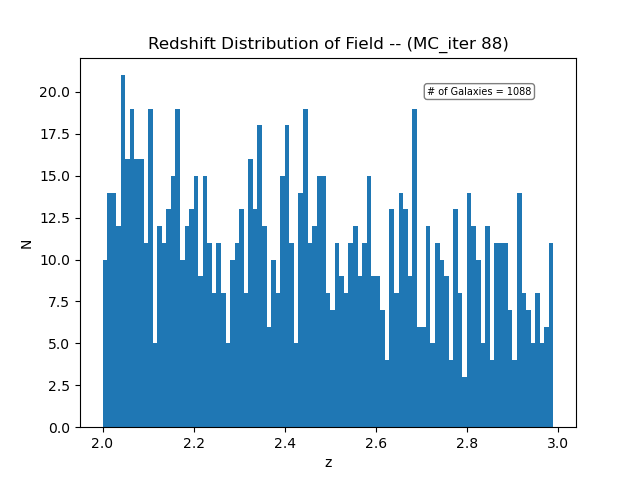 Redshift Distribution of Field -- (MC_iter 88)
# of Galaxies = 1088
20.0
17.5
15.0
12.5
10.0
7.5
5.0
2.5
0.0
N
2.0 2.2 2.4 2.6 2.8 3.0
z